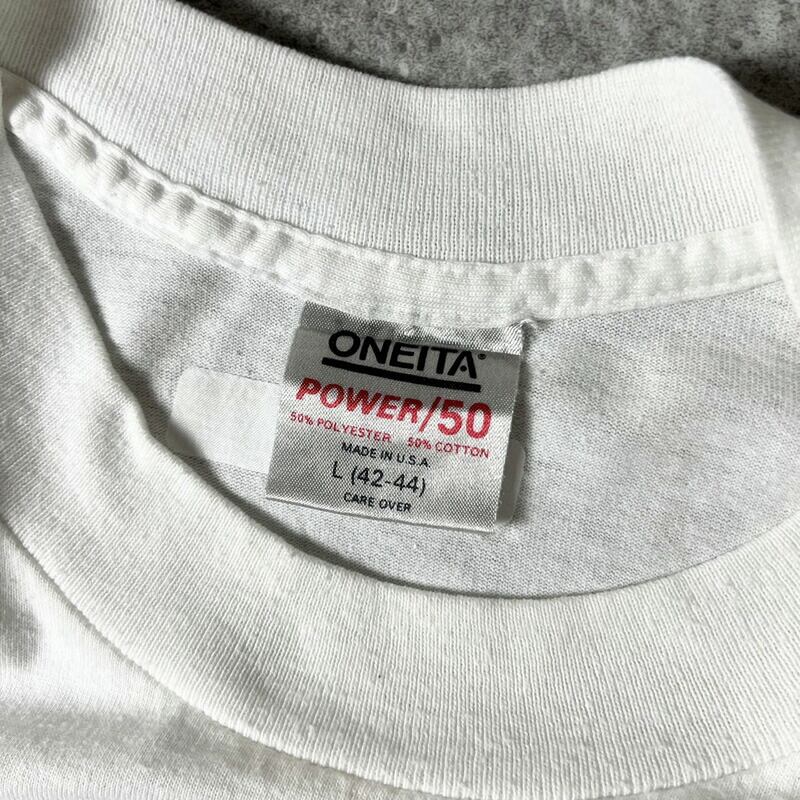 ONEITA®
POWER/50
50% POLYESTER 50% COTTON
MADE IN U.S.A
L (42-44)
CARE OVER